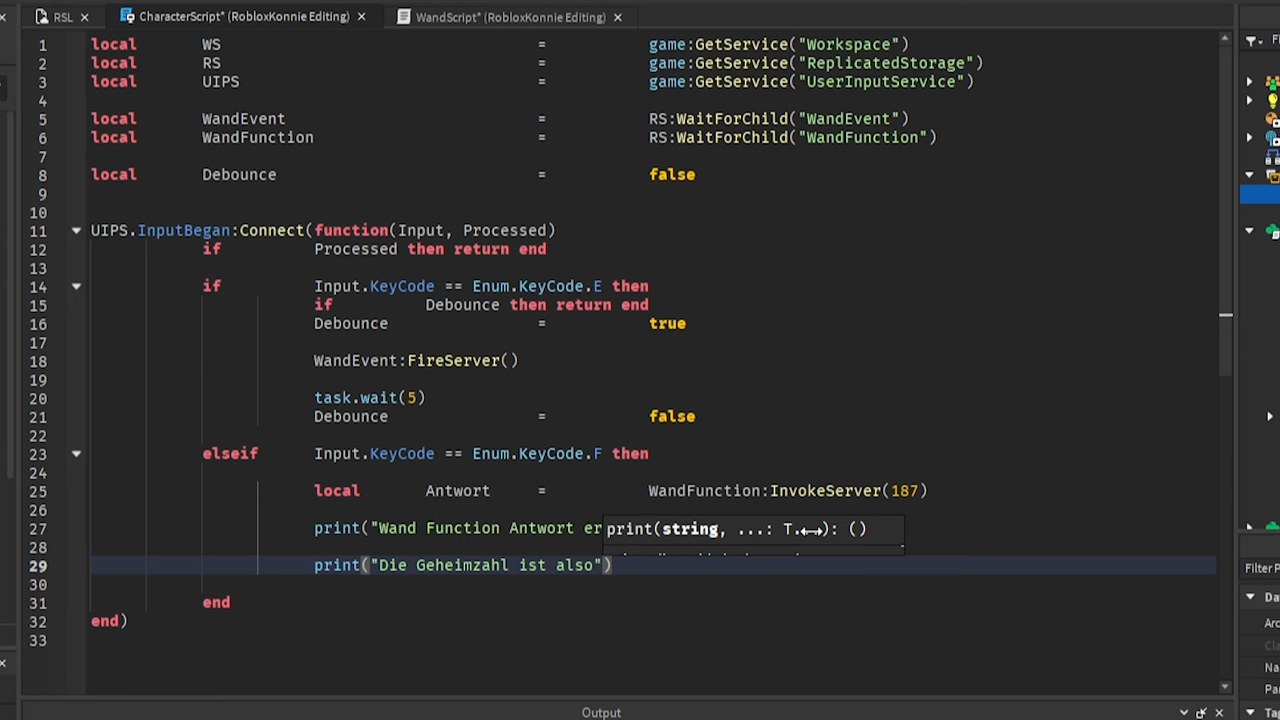 RSL
CharacterScript* (RobloxKonnie Editing)
WandScript* (RobloxKonnie Editing)
1 local WS = game:GetService("Workspace")
2 local RS = game:GetService("ReplicatedStorage")
3 local UIPS = game:GetService("UserInputService")
4
5 local WandEvent = RS:WaitForChild("WandEvent")
6 local WandFunction = RS:WaitForChild("WandFunction")
7
8 local Debounce = false
9
10
11 UIPS.InputBegan:Connect(function(Input, Processed)
12 if Processed then return end
13
14 if Input.KeyCode == Enum.KeyCode.E then
15 if Debounce then return end
16 Debounce = true
17
18 WandEvent:FireServer()
19
20 task.wait(5)
21 Debounce = false
22
23 elseif Input.KeyCode == Enum.KeyCode.F then
24
25 local Antwort = WandFunction:InvokeServer(187)
26
27 print("Wand Function Antwort er
print(string, ...: T...): ()
28
29 print("Die Geheimzahl ist also")
30
31 end
32 end)
33
Output
Filter P
Da
Arc
Na
Pa
Tag